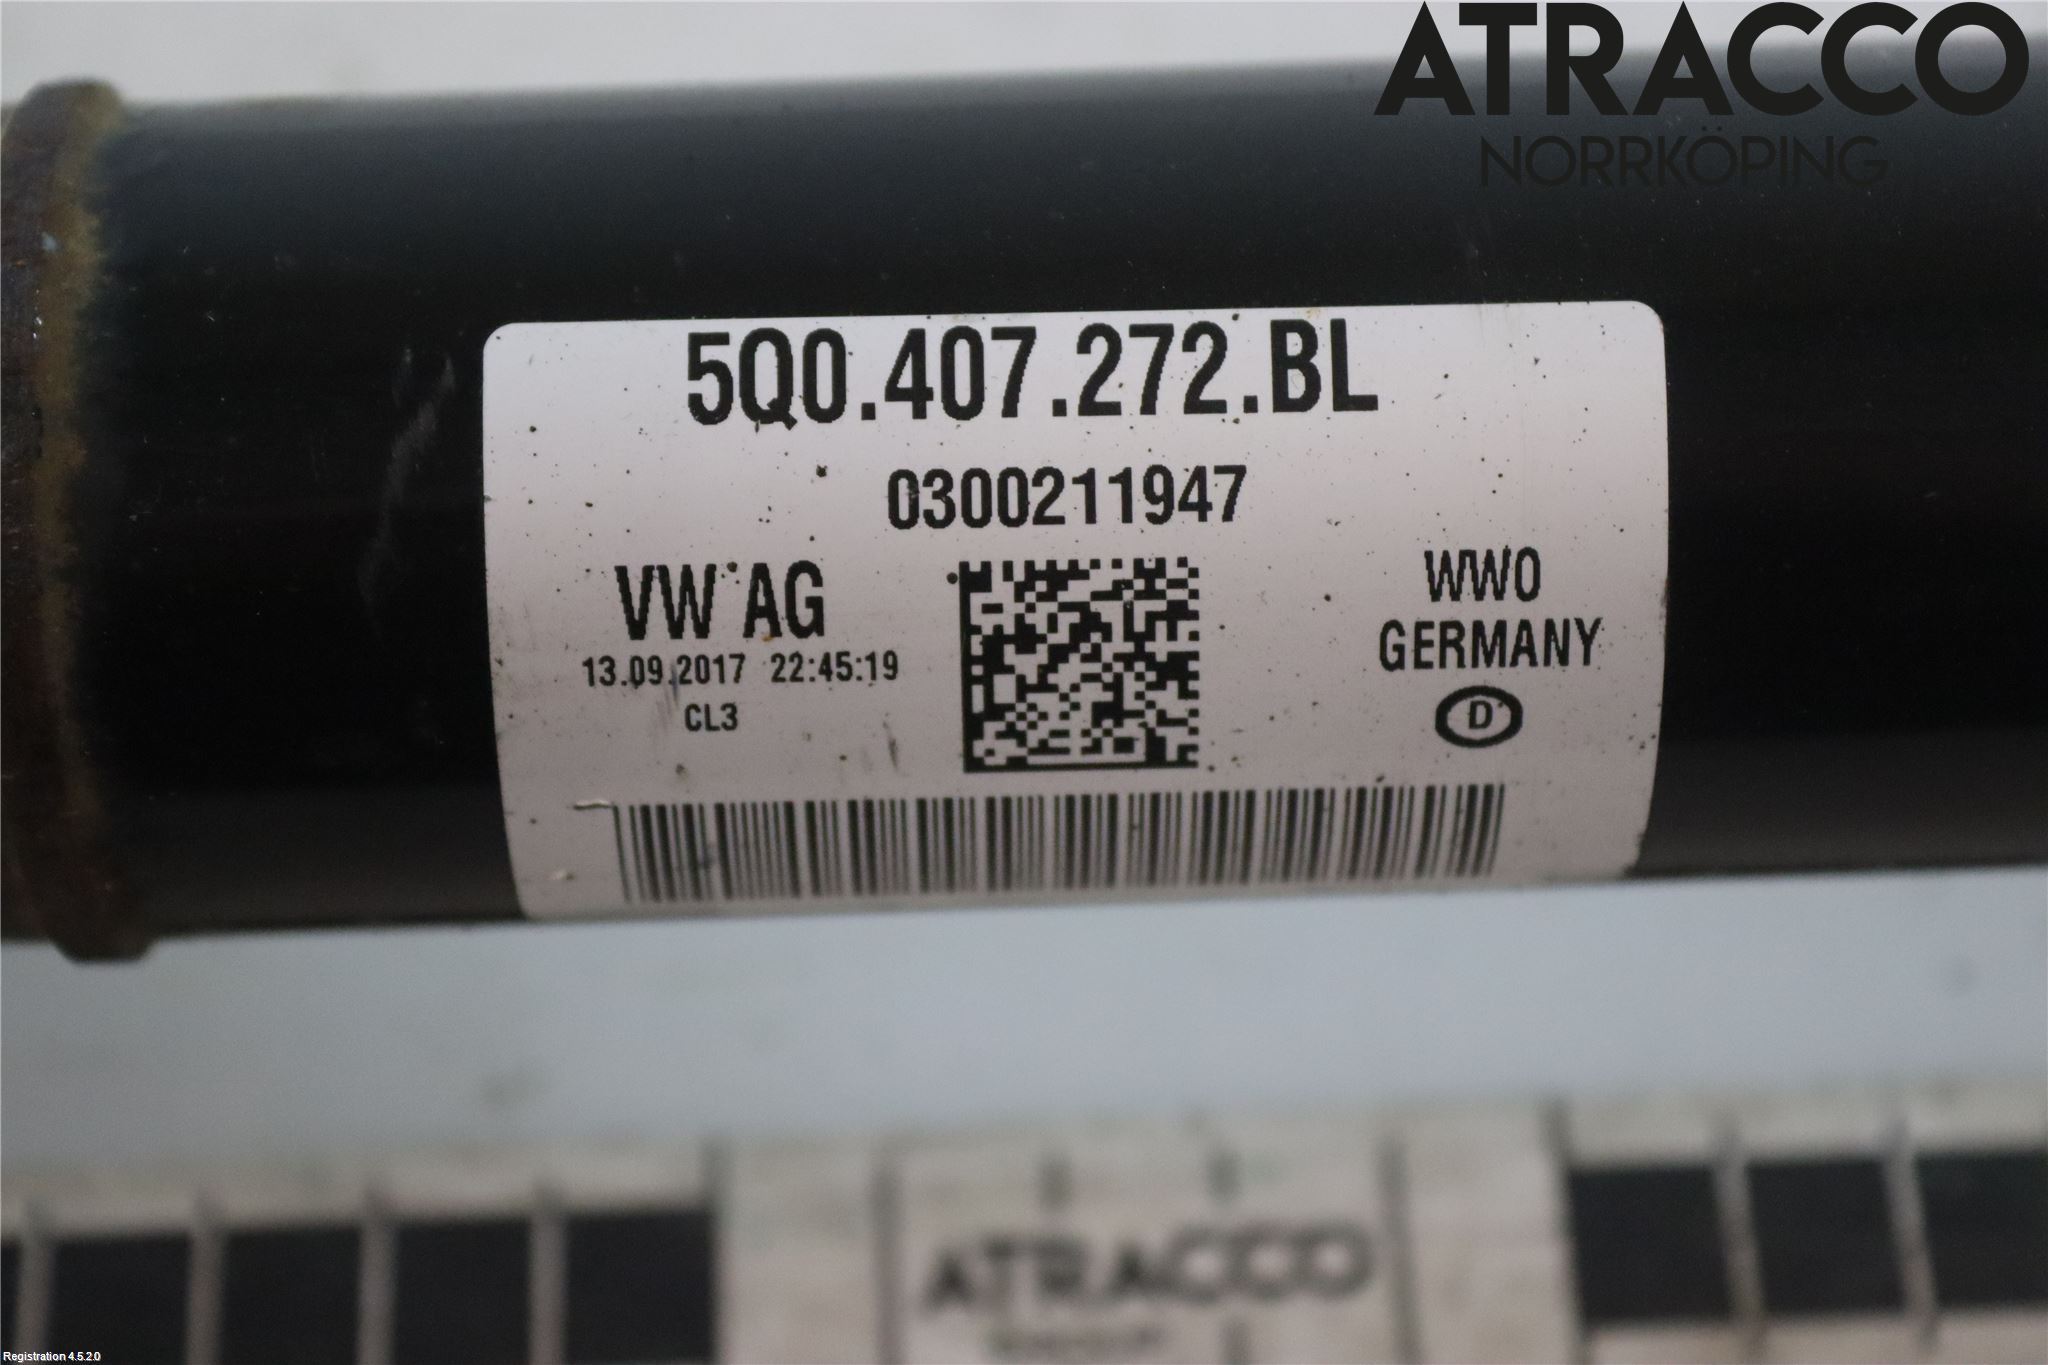 ATRACCO
NORRKÖPING
5Q0.407.272.BL
0300211947
VW AG
WWO
GERMANY
13.09.2017 22:45:19
CL3
D
ATRACCO
Registration 4.5.2.0